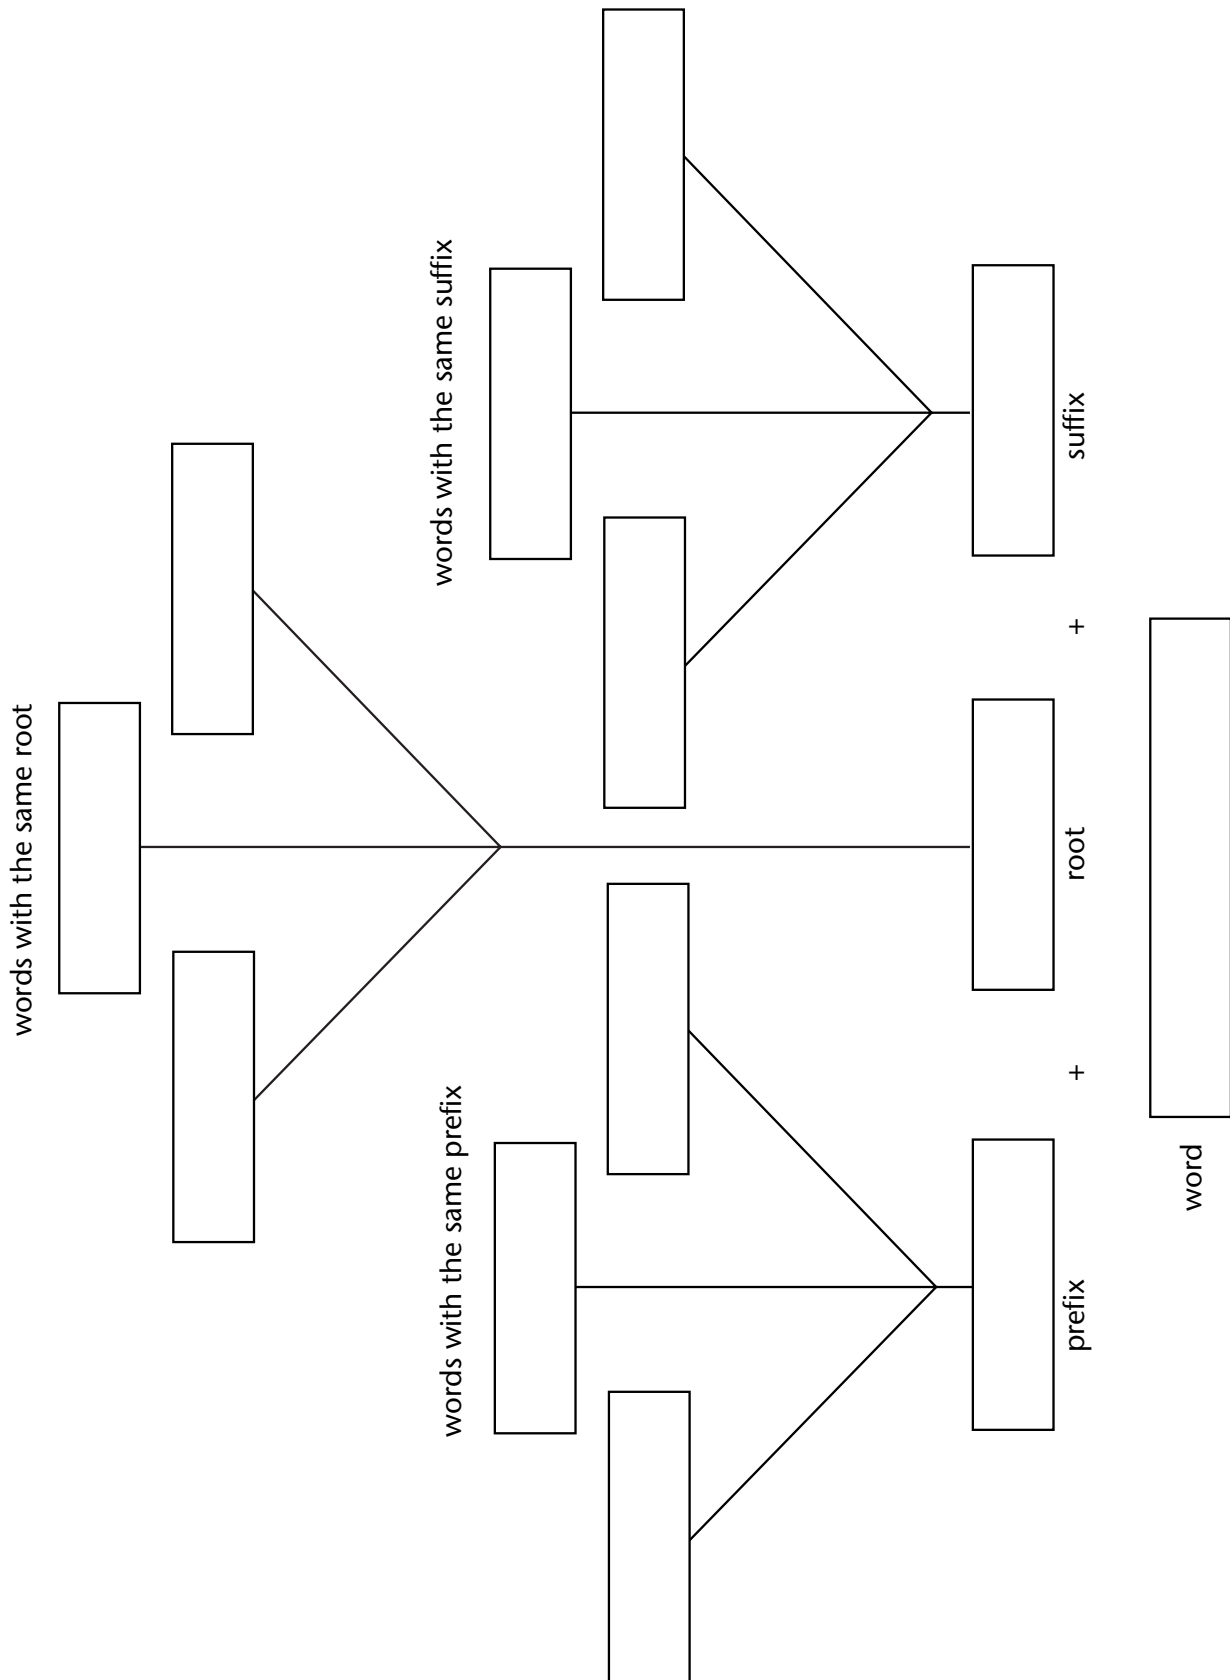 words with the same root
words with the same prefix
words with the same suffix
prefix + root + suffix
word